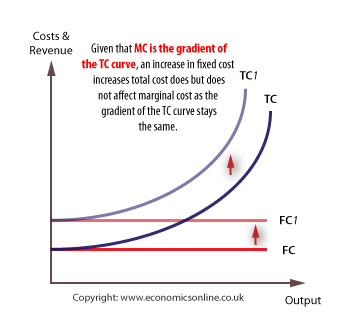 Costs &
Revenue
Given that MC is the gradient of
the TC curve, an increase in fixed cost
increases total cost does but does
not affect marginal cost as the
gradient of the TC curve stays
the same.
TC1
TC
FC1
FC
Copyright: www.economicsonline.co.uk
Output